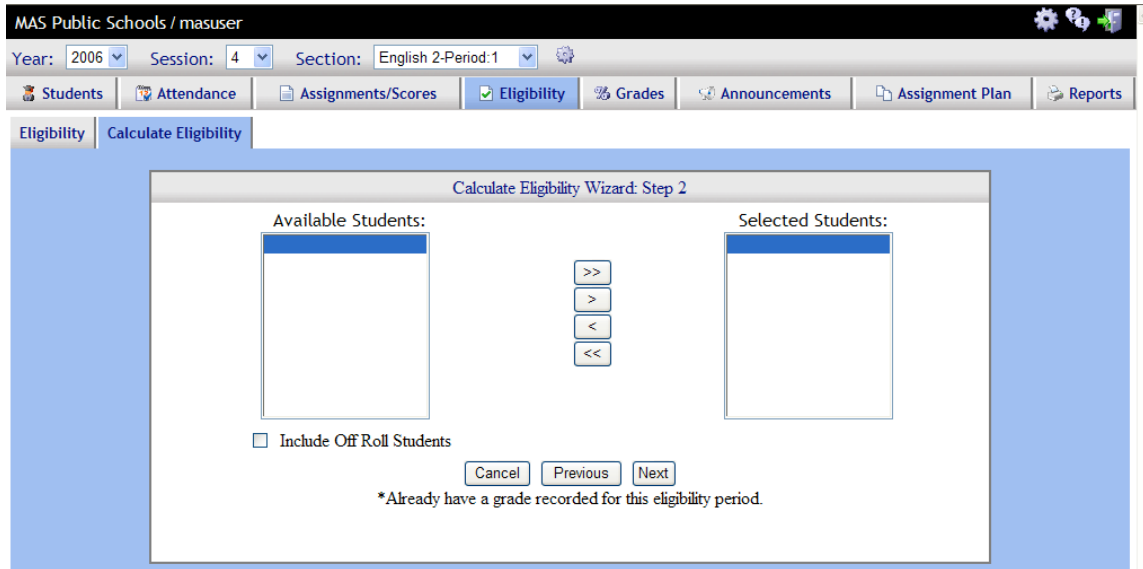 MAS Public Schools / masuser
Year: 2006 Session: 4 Section: English 2-Period:1
Students Attendance Assignments/Scores Eligibility Grades Announcements Assignment Plan Reports
Eligibility Calculate Eligibility
Calculate Eligibility Wizard: Step 2
Available Students: Selected Students:
>>
>
<
<<
Include Off Roll Students
Cancel Previous Next
*Already have a grade recorded for this eligibility period.